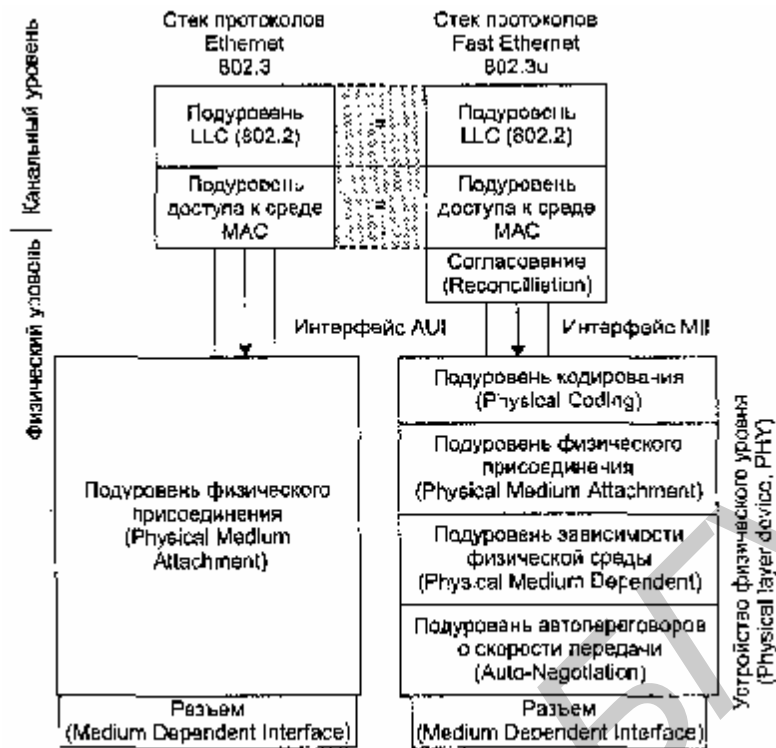 Стек протоколов
Ethernet
802.3
Стек протоколов
Fast Ethernet
802.3u
Канальный уровень
Физический уровень
Подуровень
LLC (802.2)
=
Подуровень
LLC (802.2)
Подуровень
доступа к среде
MAC
=
Подуровень
доступа к среде
MAC
Согласование
(Reconcilliation)
Интерфейс AUI
Интерфейс MII
Подуровень физического
присоединения
(Physical Medium
Attachment)
Подуровень кодирования
(Physical Coding)
Подуровень физического
присоединения
(Physical Medium Attachment)
Подуровень зависимости
физической среды
(Physical Medium Dependent)
Подуровень автопереговоров
о скорости передачи
(Auto-Negotiation)
Устройство физического уровня
(Physical layer device, PHY)
Разъем
(Medium Dependent Interface)
Разъем
(Medium Dependent Interface)